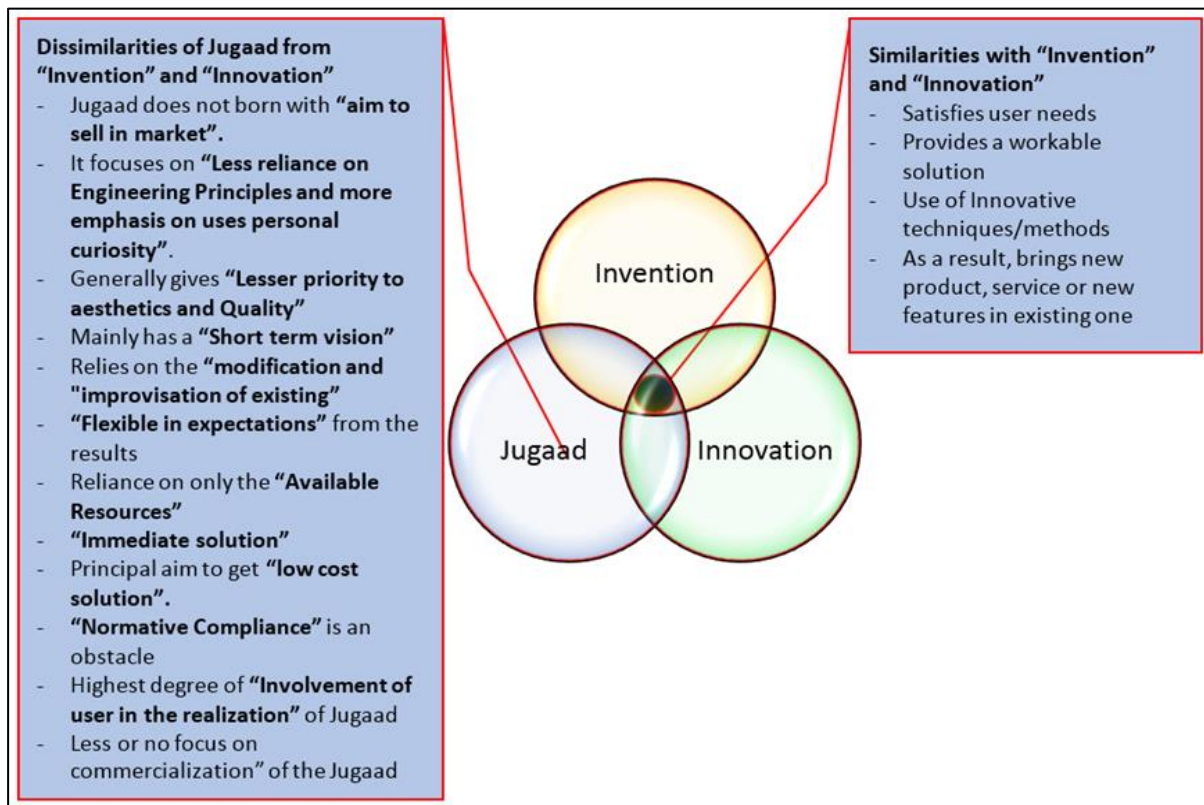 Dissimilarities of Jugaad from
“Invention” and “Innovation”
- Jugaad does not born with “aim to
sell in market”.
- It focuses on “Less reliance on
Engineering Principles and more
emphasis on uses personal
curiosity”.
- Generally gives “Lesser priority to
aesthetics and Quality”
- Mainly has a “Short term vision”
- Relies on the “modification and
"improvisation of existing”
- “Flexible in expectations” from the
results
- Reliance on only the “Available
Resources”
- “Immediate solution”
- Principal aim to get “low cost
solution”.
- “Normative Compliance” is an
obstacle
- Highest degree of “Involvement of
user in the realization” of Jugaad
- Less or no focus on
commercialization” of the Jugaad
Invention
Jugaad
Innovation
Similarities with “Invention”
and “Innovation”
- Satisfies user needs
- Provides a workable
solution
- Use of Innovative
techniques/methods
- As a result, brings new
product, service or new
features in existing one